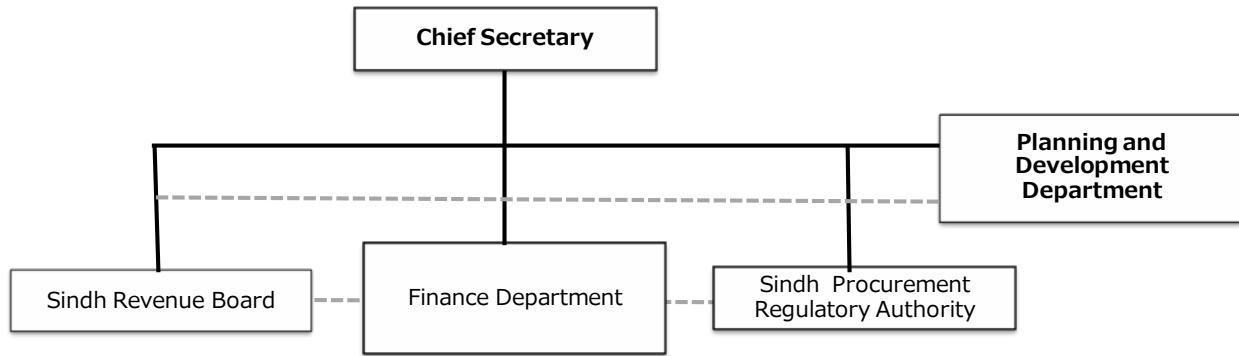 Chief Secretary
Planning and
Development
Department
Sindh Revenue Board
Finance Department
Sindh Procurement
Regulatory Authority